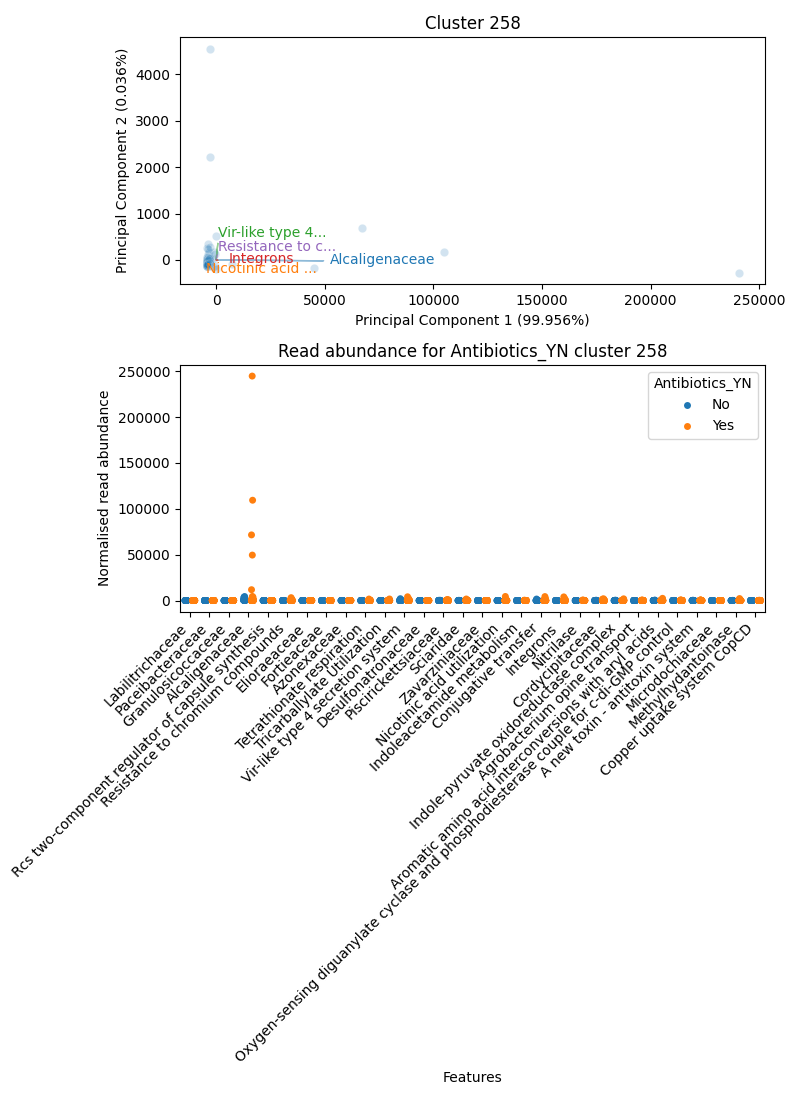 Cluster 258
Principal Component 2 (0.036%)
4000
3000
2000
1000
0
Vir-like type 4...
Resistance to c...
Integrons
Alcaligenaceae
Nicotinic acid ...
0
50000
100000
150000
200000
250000
Principal Component 1 (99.956%)
Read abundance for Antibiotics_YN cluster 258
Normalised read abundance
250000
200000
150000
100000
50000
0
Antibiotics_YN
No
Yes
Labilitrichaceae
Paceibacteraceae
Granulosicoccaceae
Alcaligenaceae
Rcs two-component regulator of capsule synthesis
Resistance to chromium compounds
Elioraeaceae
Fortieaceae
Azonexaceae
Tetrathionate respiration
Tricarballylate Utilization
Vir-like type 4 secretion system
Desulfonatronaceae
Piscirickettsiaceae
Sciaridae
Zavarziniaceae
Nicotinic acid utilization
Indoleacetamide metabolism
Conjugative transfer
Integrons
Nitrilase
Cordycipitaceae
Indole-pyruvate oxidoreductase complex
Agrobacterium opine transport
Aromatic amino acid interconversions with aryl acids
Oxygen-sensing diguanylate cyclase and phosphodiesterase couple for c-di-GMP control
A new toxin - antitoxin system
Microdochiaceae
Methylhydantoinase
Copper uptake system CopCD
Features